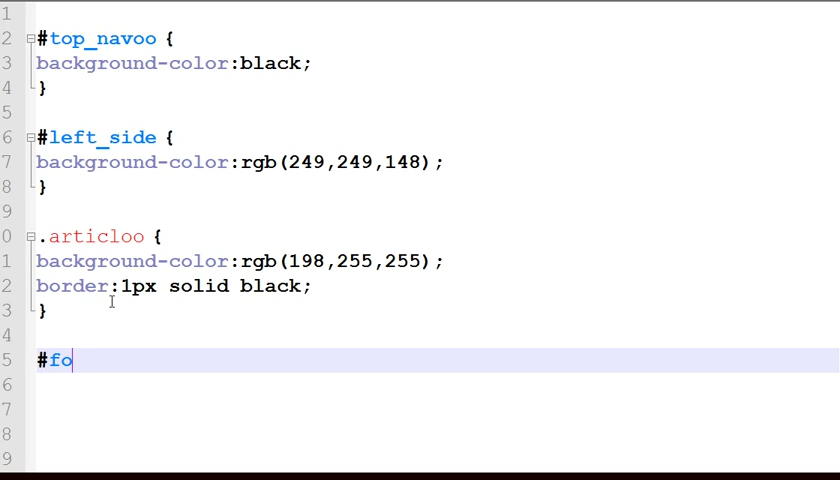 1
2 #top_navoo {
3 background-color:black;
4 }
5
6 #left_side {
7 background-color:rgb(249,249,148);
8 }
9
0 .articloo {
1 background-color:rgb(198,255,255);
2 border:1px solid black;
3 }
4
5 #fo
6
7
8
9